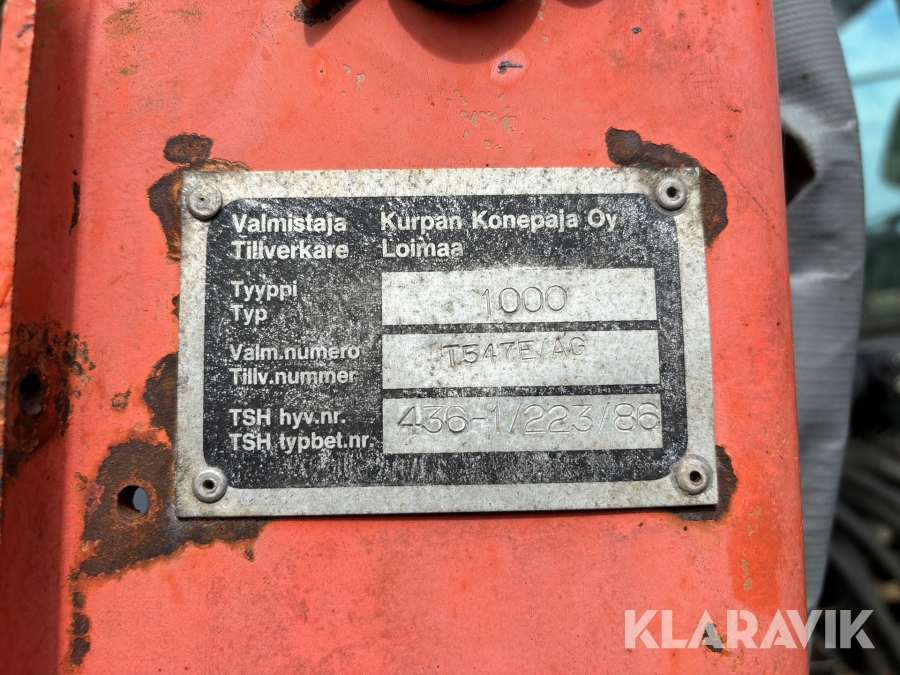 Valmistaja Kurpan Konepaja Oy
Tillverkare Loimaa
Tyyppi
Typ
1000
Valm.numero
Tillv.nummer
T547E/AG
TSH hyv.nr.
TSH typbet.nr.
436-1/223/86
KLARAVIK